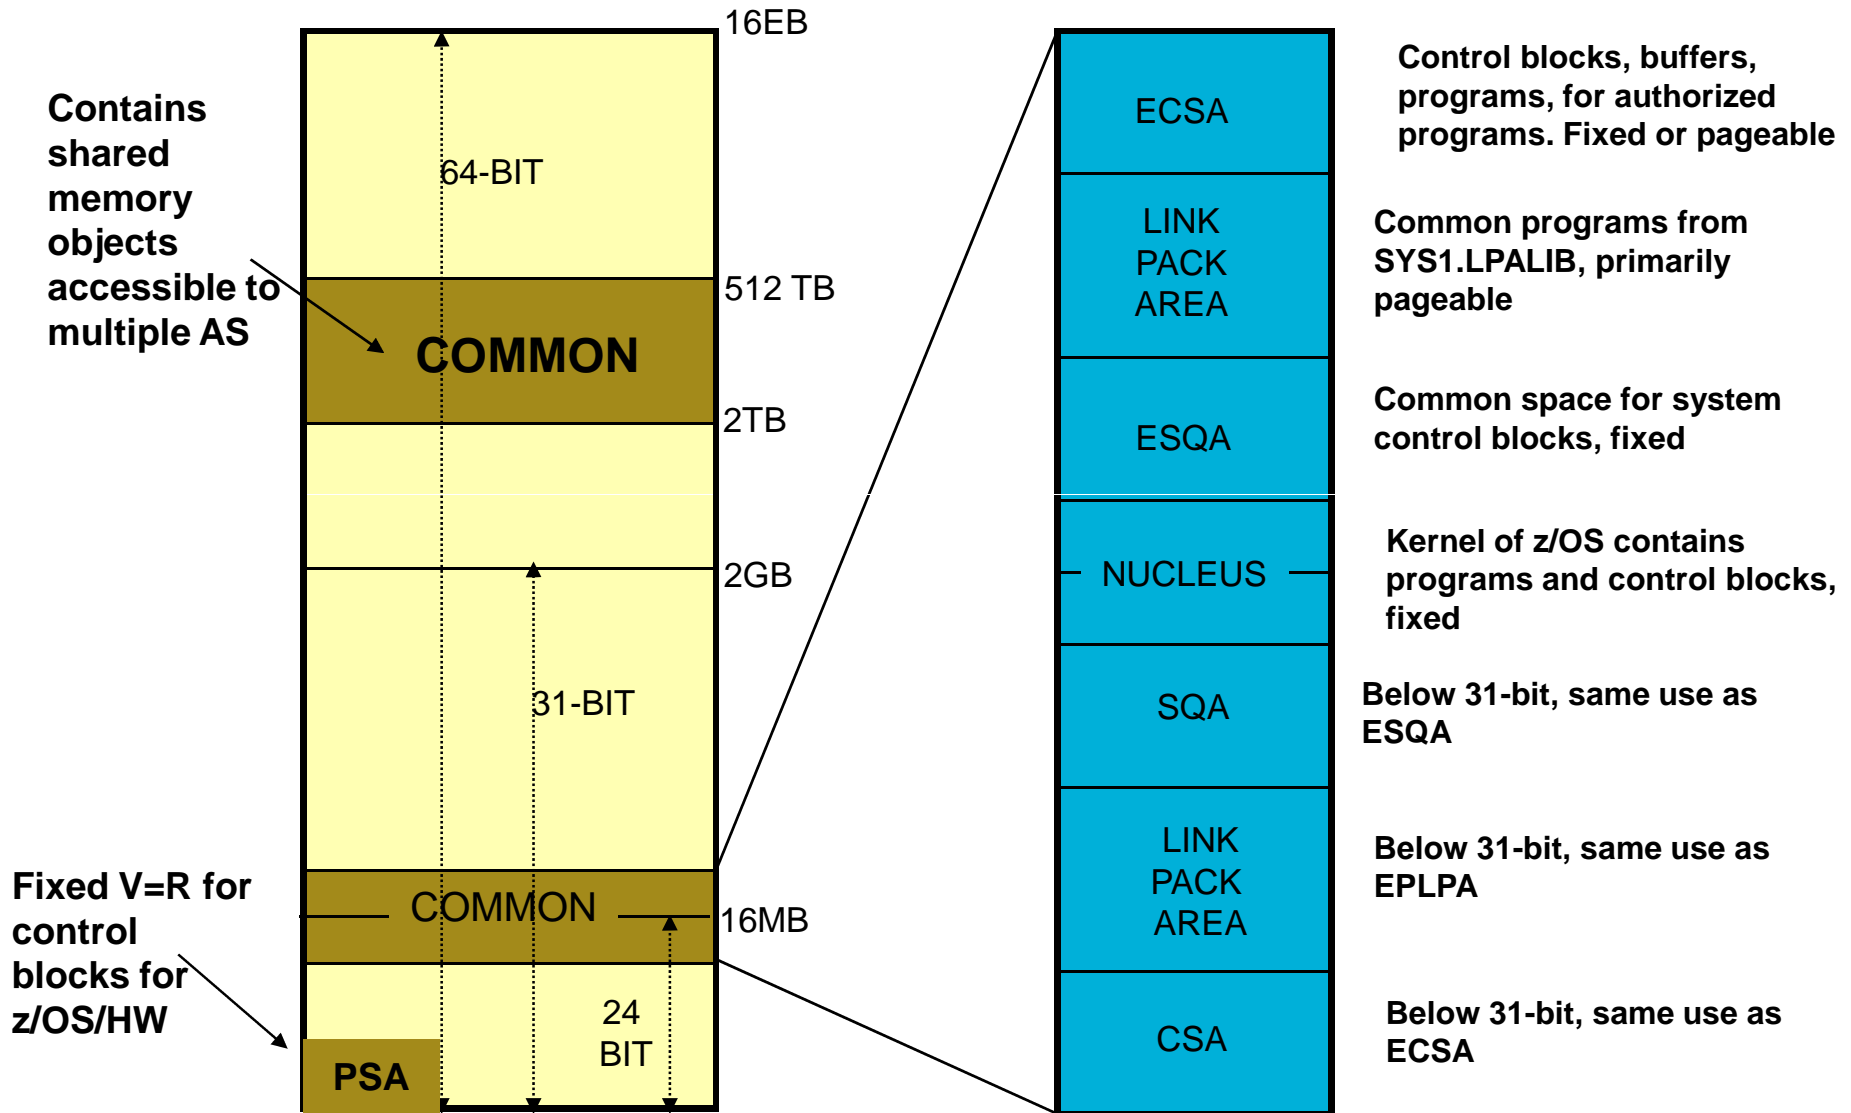 16EB
Contains
shared
memory
objects
accessible to
multiple AS
64-BIT
512 TB
COMMON
2TB
2GB
31-BIT
Fixed V=R for
control
blocks for
z/OS/HW
COMMON
16MB
24
BIT
PSA
ECSA
Control blocks, buffers,
programs, for authorized
programs. Fixed or pageable
LINK
PACK
AREA
Common programs from
SYS1.LPALIB, primarily
pageable
ESQA
Common space for system
control blocks, fixed
NUCLEUS
Kernel of z/OS contains
programs and control blocks,
fixed
SQA
Below 31-bit, same use as
ESQA
LINK
PACK
AREA
Below 31-bit, same use as
EPLPA
CSA
Below 31-bit, same use as
ECSA